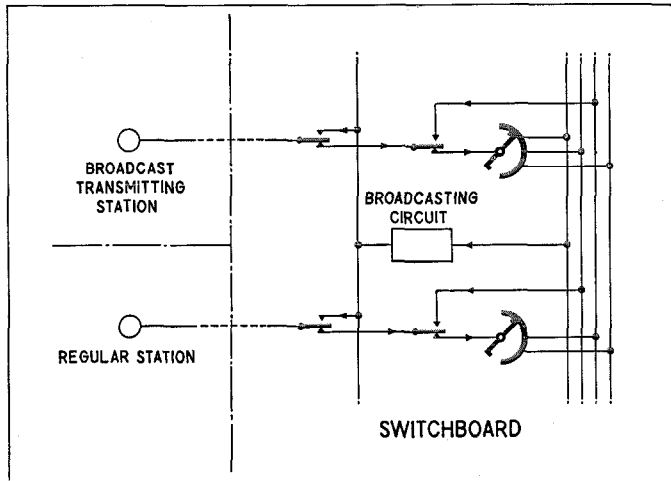 BROADCAST
TRANSMITTING
STATION
BROADCASTING
CIRCUIT
REGULAR STATION
SWITCHBOARD